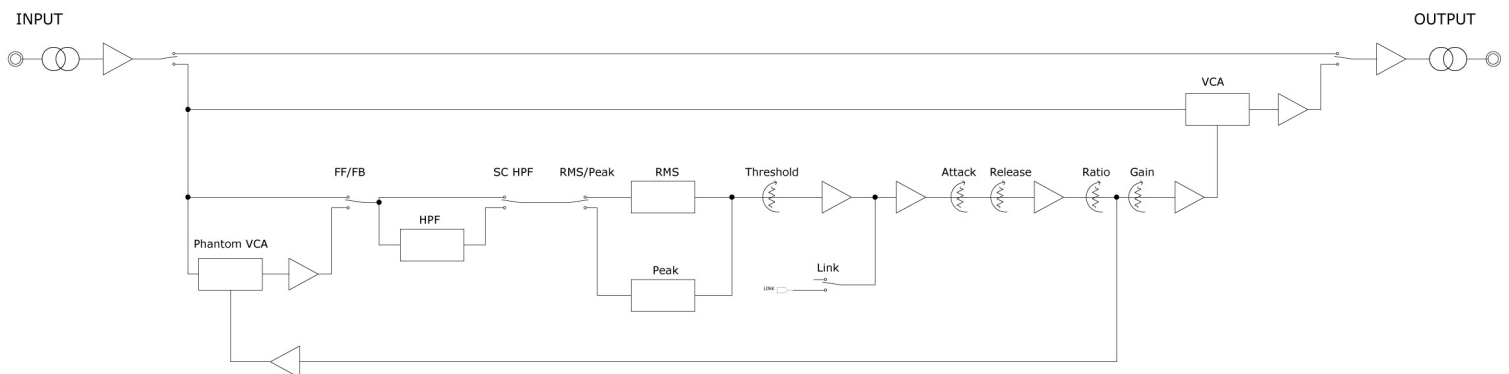 INPUT
OUTPUT
VCA
FF/FB
SC HPF
RMS/Peak
RMS
Threshold
Attack
Release
Ratio
Gain
HPF
Phantom VCA
Peak
Link
LINK